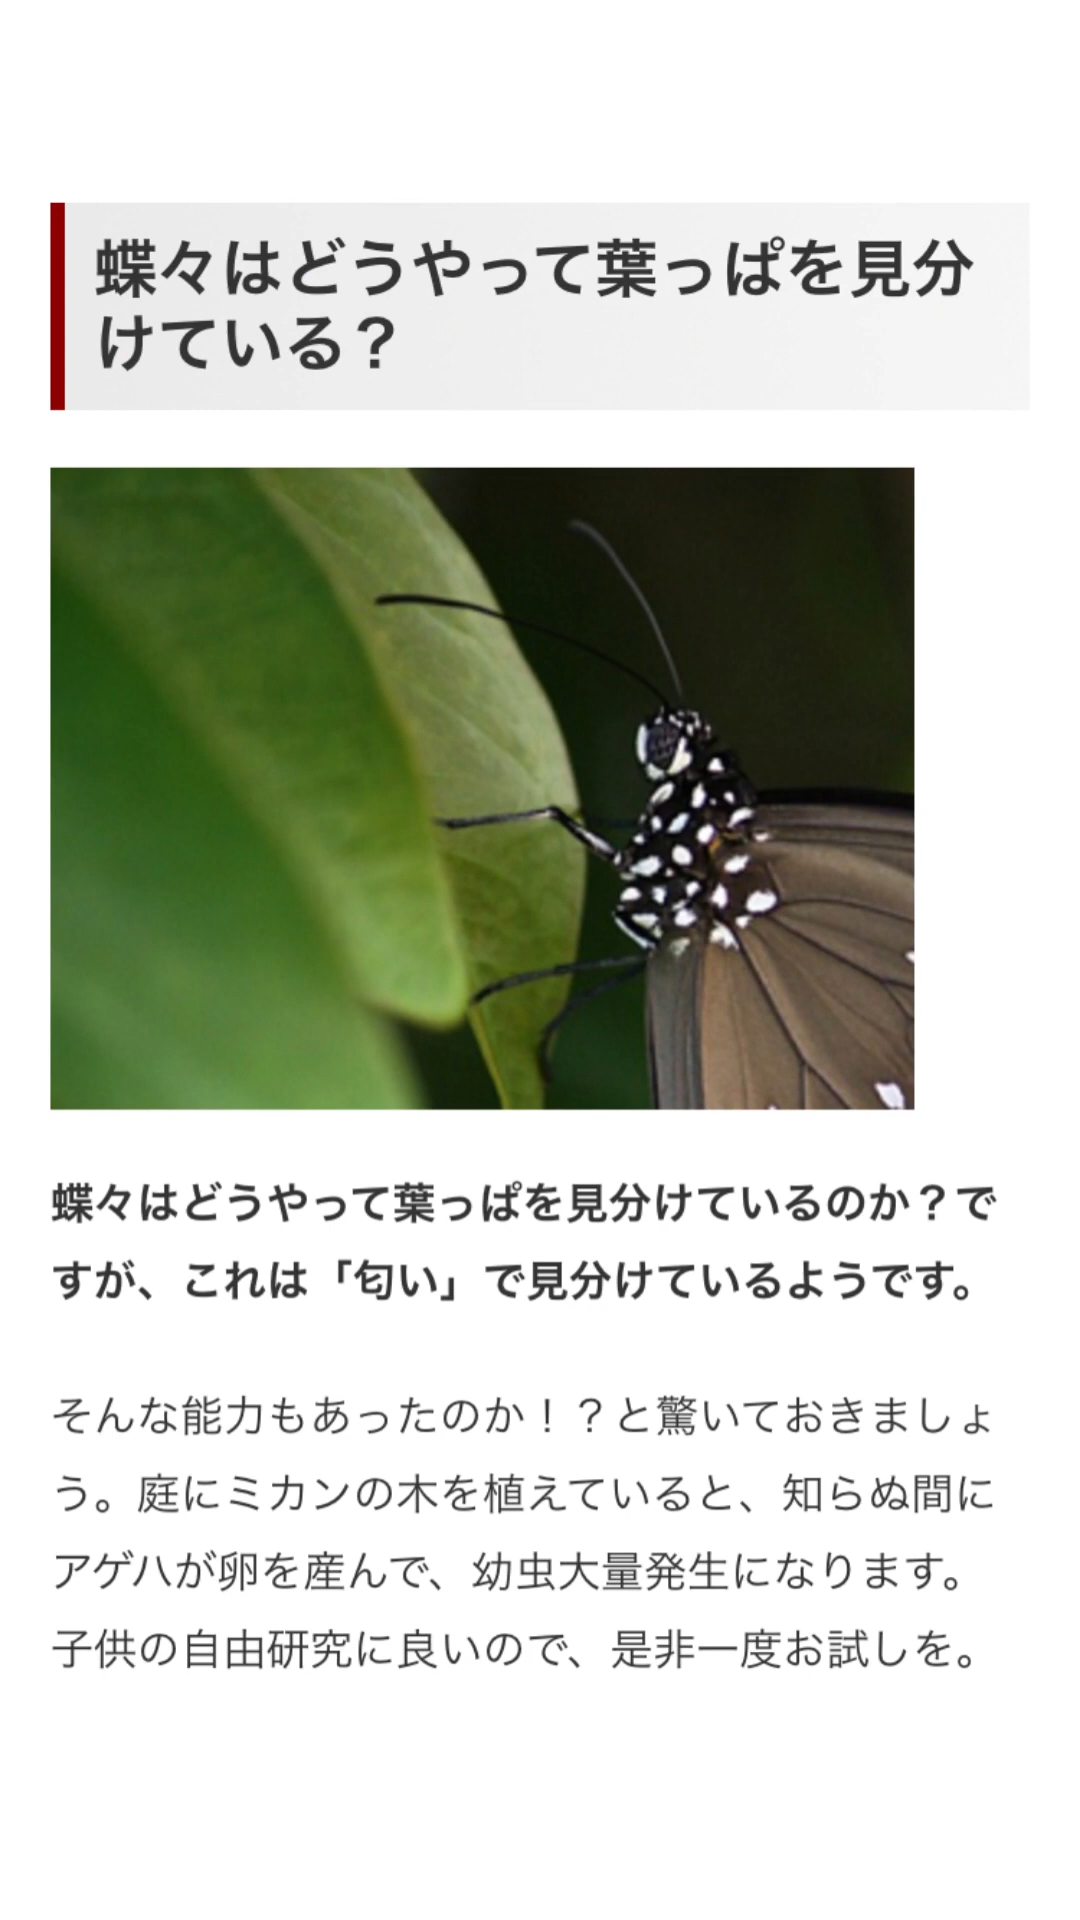 蝶々はどうやって葉っぱを見分
けている？
蝶々はどうやって葉っぱを見分けているのか？で
すが、これは「匂い」で見分けているようです。
そんな能力もあったのか！？と驚いておきましょ
う。庭にミカンの木を植えていると、知らぬ間に
アゲハが卵を産んで、幼虫大量発生になります。
子供の自由研究に良いので、是非一度お試しを。